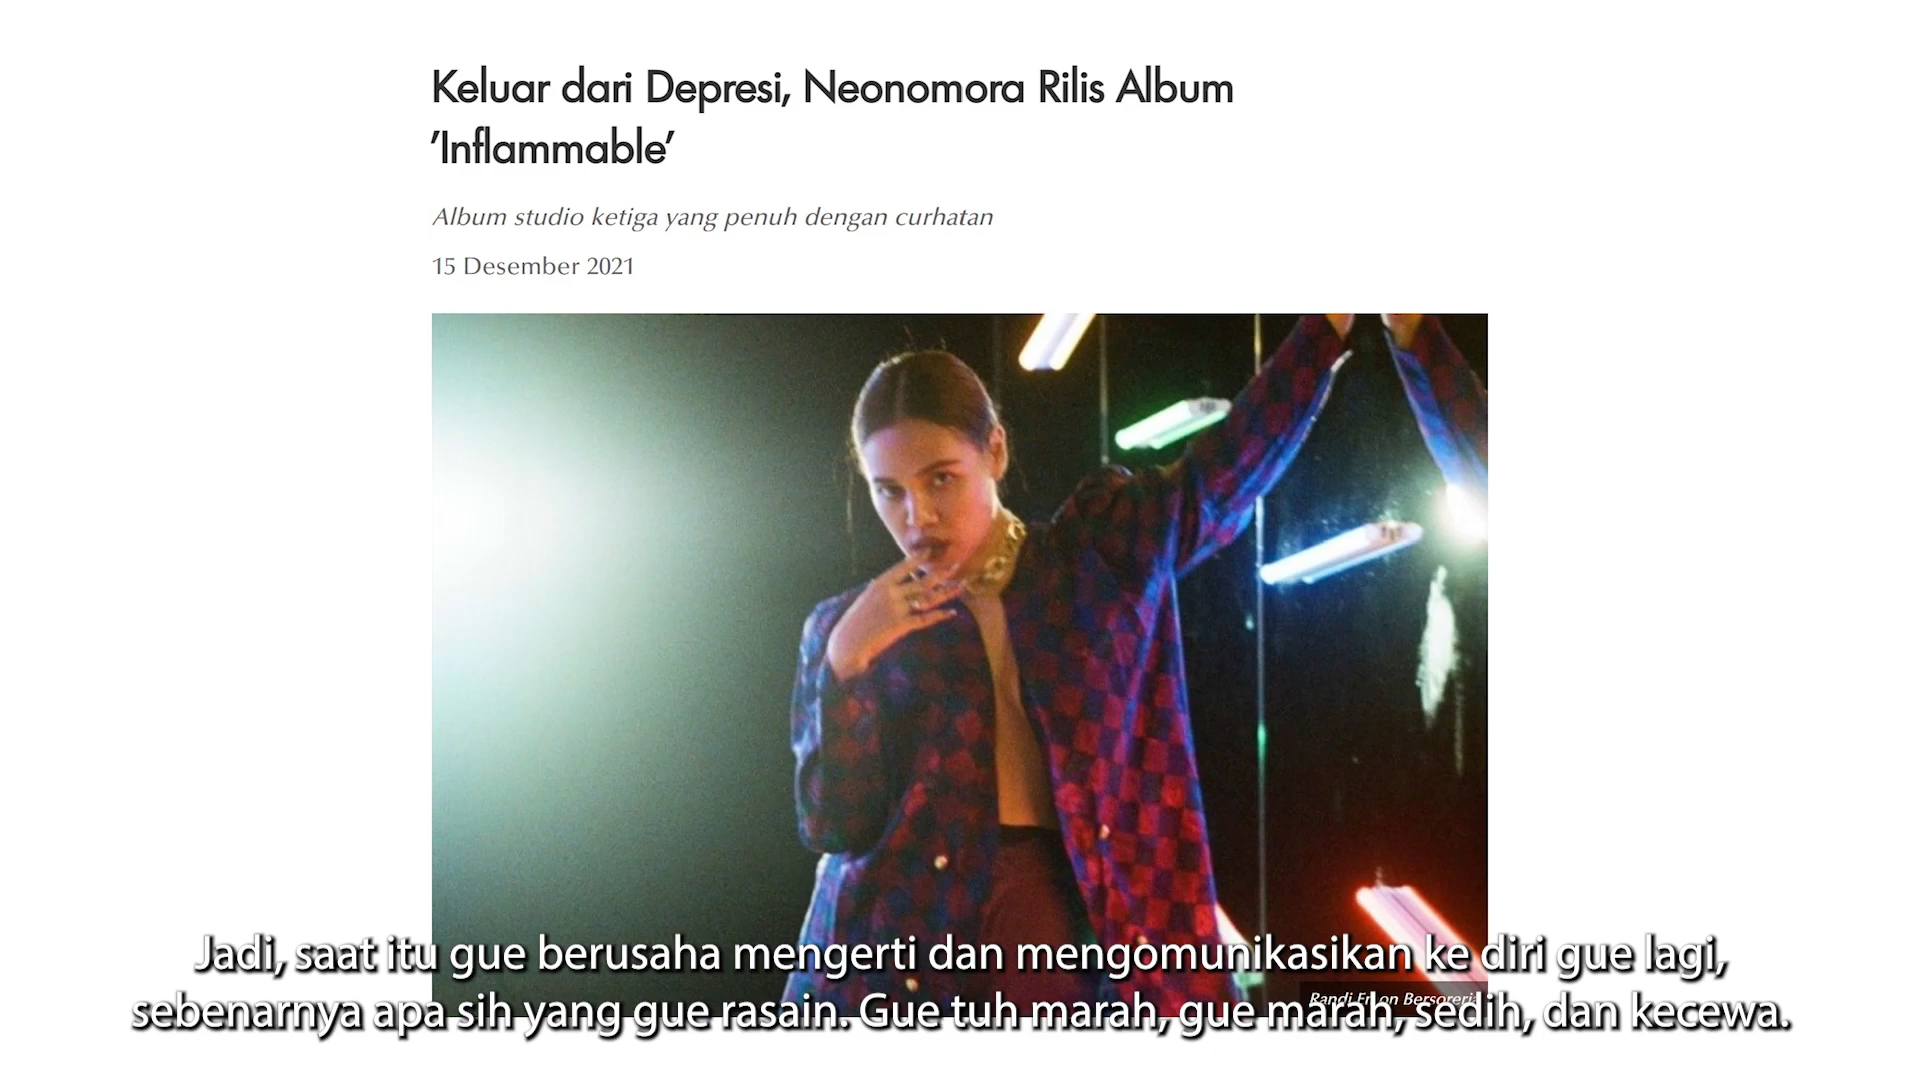 Keluar dari Depresi, Neonomora Rilis Album
'Inflammable'
Album studio ketiga yang penuh dengan curhatan
15 Desember 2021
Jadi, saat itu gue berusaha mengerti dan mengomunikasikan ke diri gue lagi,
Randi
sebenarnya apa sih yang gue rasain. Gue tuh marah, gue marah, sedih, dan kecewa.